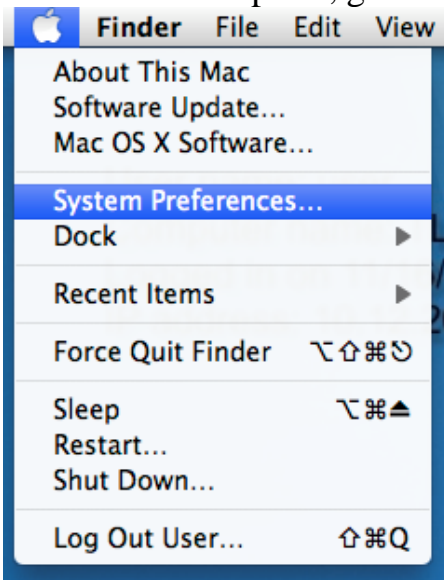 Finder File Edit View
About This Mac
Software Update...
Mac OS X Software...
System Preferences...
Dock ▶
Recent Items ▶
Force Quit Finder ⌥⇧⌘⎋
Sleep ⌥⌘⏏
Restart...
Shut Down...
Log Out User... ⇧⌘Q